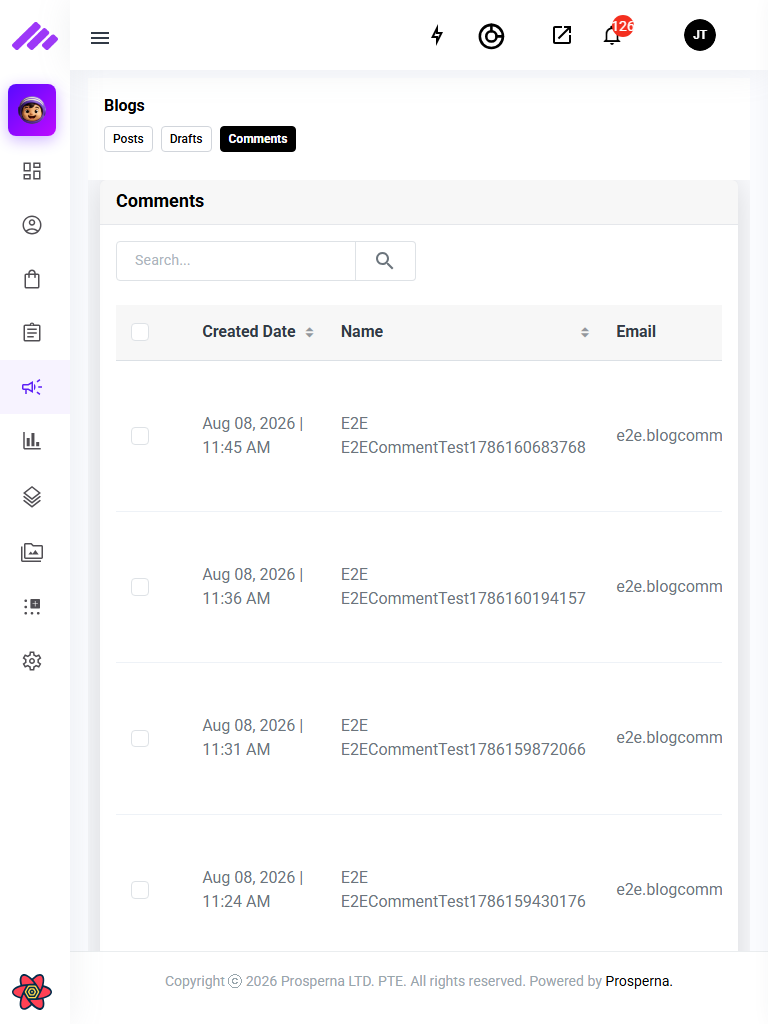 126
JT
Blogs
Posts
Drafts
Comments
Comments
Search...
Created Date
Name
Email
Aug 08, 2026 |
11:45 AM
E2E
E2ECommentTest1786160683768
e2e.blogcomm
Aug 08, 2026 |
11:36 AM
E2E
E2ECommentTest1786160194157
e2e.blogcomm
Aug 08, 2026 |
11:31 AM
E2E
E2ECommentTest1786159872066
e2e.blogcomm
Aug 08, 2026 |
11:24 AM
E2E
E2ECommentTest1786159430176
e2e.blogcomm
Copyright © 2026 Prosperna LTD. PTE. All rights reserved. Powered by Prosperna.